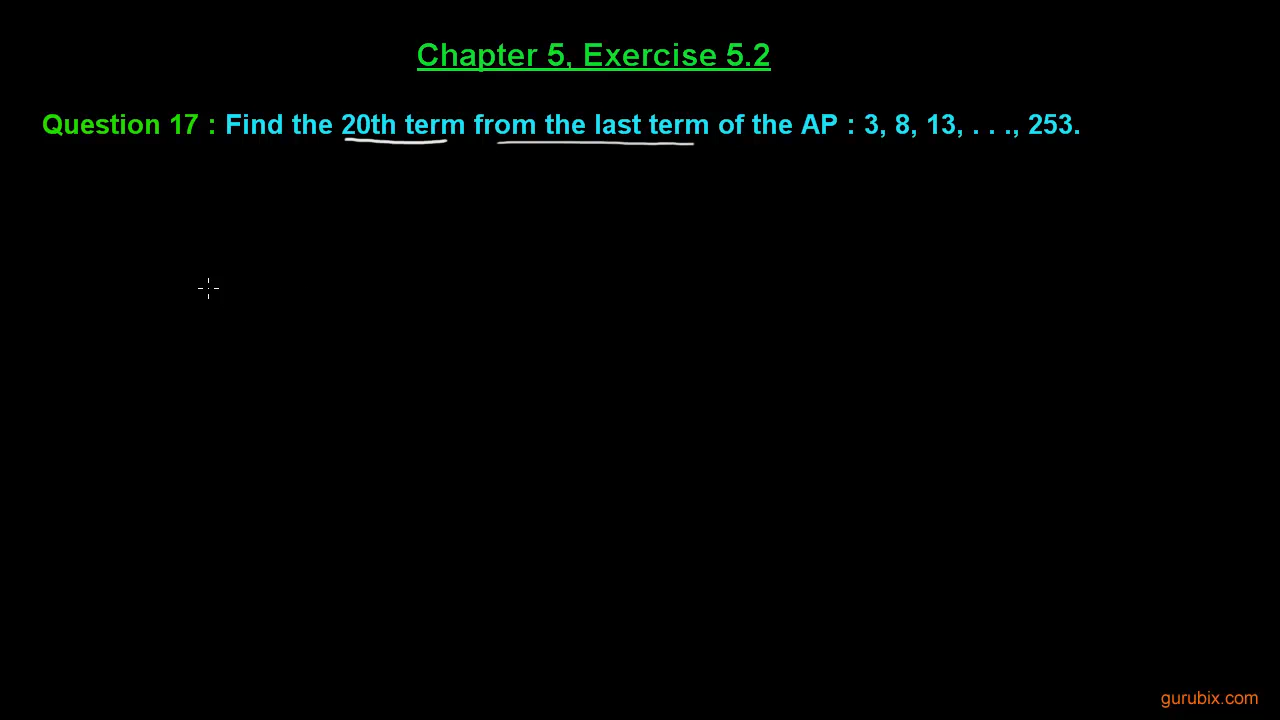 Chapter 5, Exercise 5.2
Question 17 : Find the 20th term from the last term of the AP : 3, 8, 13, . . ., 253.
gurubix.com